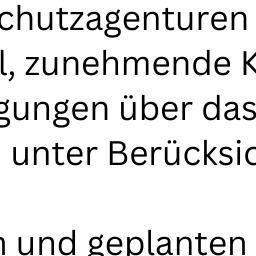 chutzagenturen
l, zunehmende K
gungen über das
unter Berücksic
n und geplanten